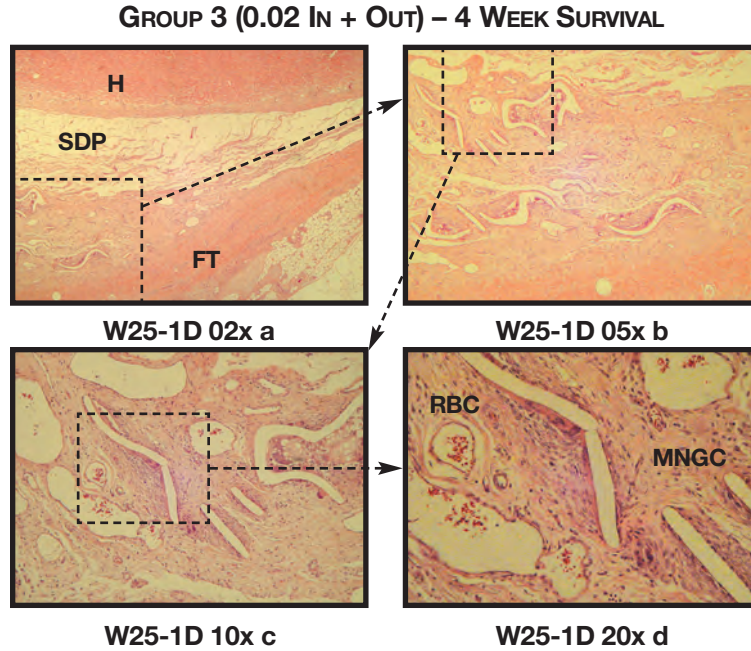 GROUP 3 (0.02 IN + OUT) – 4 WEEK SURVIVAL
H
SDP
FT
W25-1D 02x a
W25-1D 05x b
RBC
MNGC
W25-1D 10x c
W25-1D 20x d